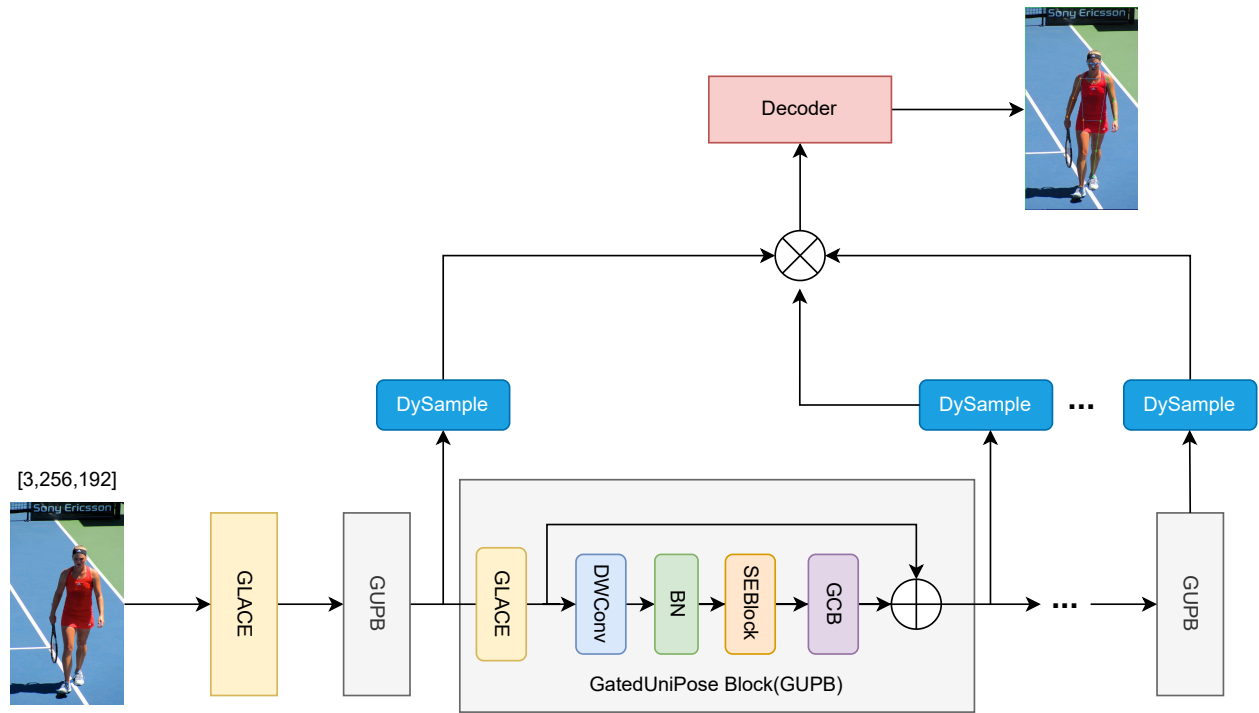 Sony Ericsson
Decoder
DySample
DySample
...
DySample
[3,256,192]
Sony Ericsson
GLACE
GUPB
GLACE
DWConv
BN
SEBlock
GCB
...
GUPB
GatedUniPose Block(GUPB)